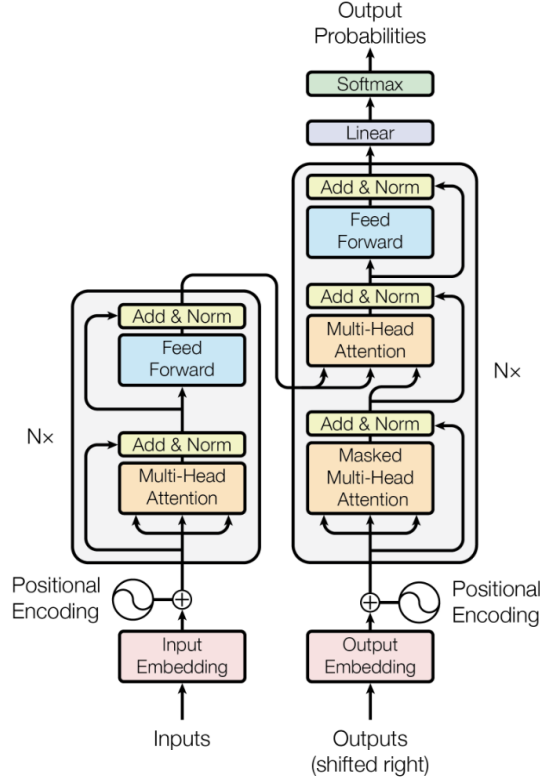 Output
Probabilities
Softmax
Linear
Add & Norm
Feed
Forward
Add & Norm
Multi-Head
Attention
Add & Norm
Masked
Multi-Head
Attention
N×
Add & Norm
Feed
Forward
Add & Norm
Multi-Head
Attention
N×
Positional
Encoding
Positional
Encoding
Input
Embedding
Output
Embedding
Inputs
Outputs
(shifted right)